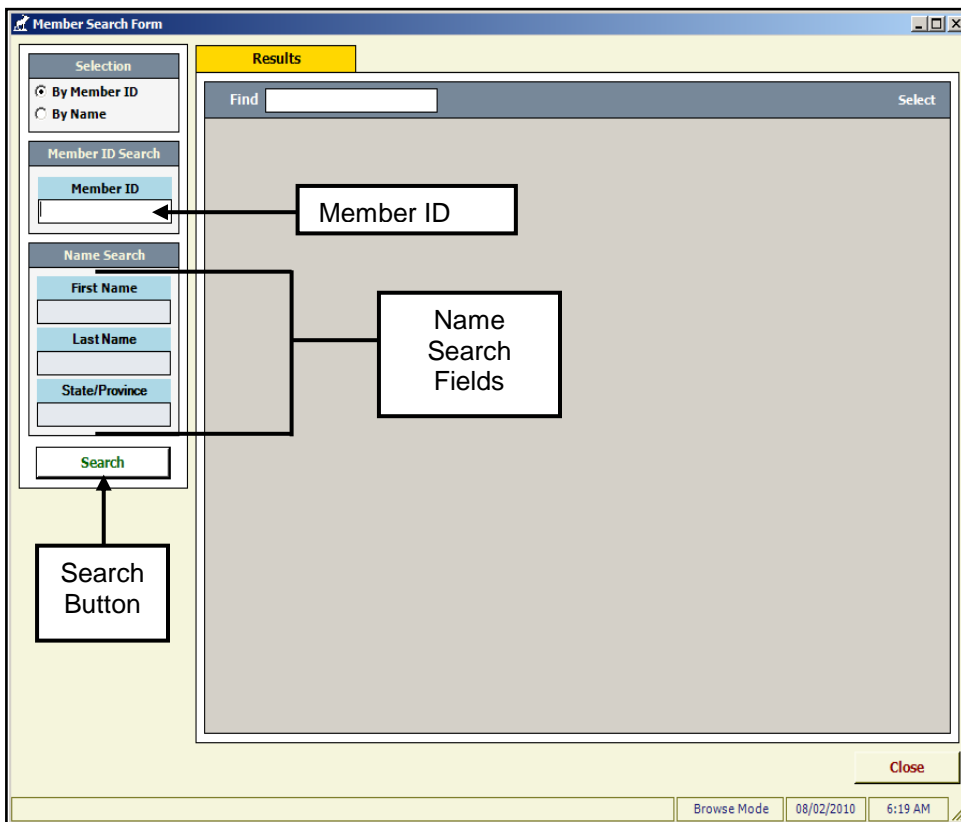 Member Search Form
Selection
By Member ID
By Name
Member ID Search
Member ID
Name Search
First Name
Last Name
State/Province
Search
Results
Find
Select
Member ID
Name
Search
Fields
Search
Button
Close
Browse Mode
08/02/2010
6:19 AM